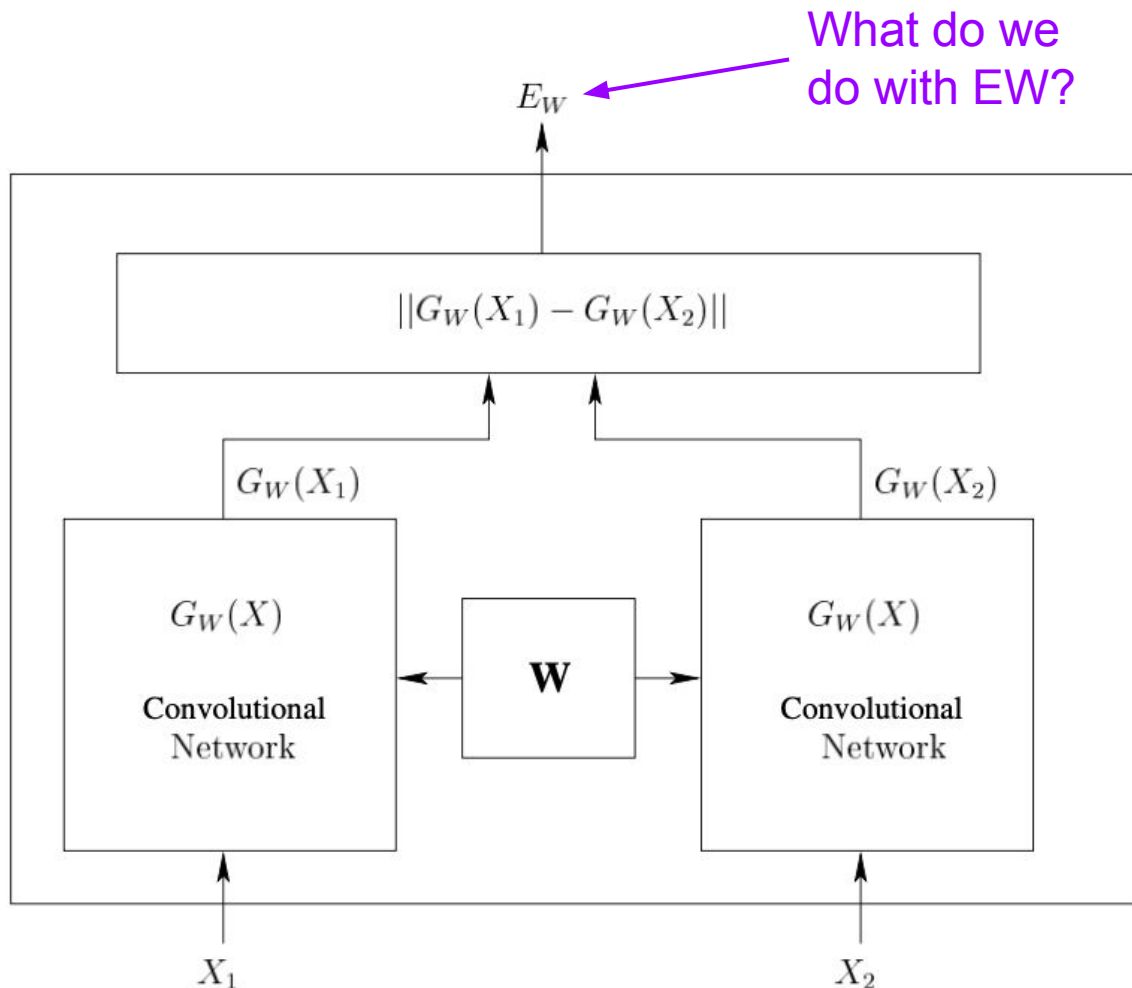 What do we
do with EW?
$E_W$
$||G_W(X_1) - G_W(X_2)||$
$G_W(X_1)$
$G_W(X_2)$
$G_W(X)$
Convolutional
Network
$\mathbf{W}$
$G_W(X)$
Convolutional
Network
$X_1$
$X_2$